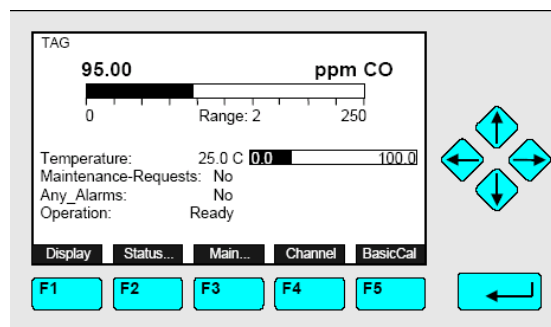 TAG
95.00 ppm CO
0 Range: 2 250
Temperature: 25.0 C 0.0 100.0
Maintenance-Requests: No
Any_Alarms: No
Operation: Ready
Display Status... Main... Channel BasicCal
F1 F2 F3 F4 F5